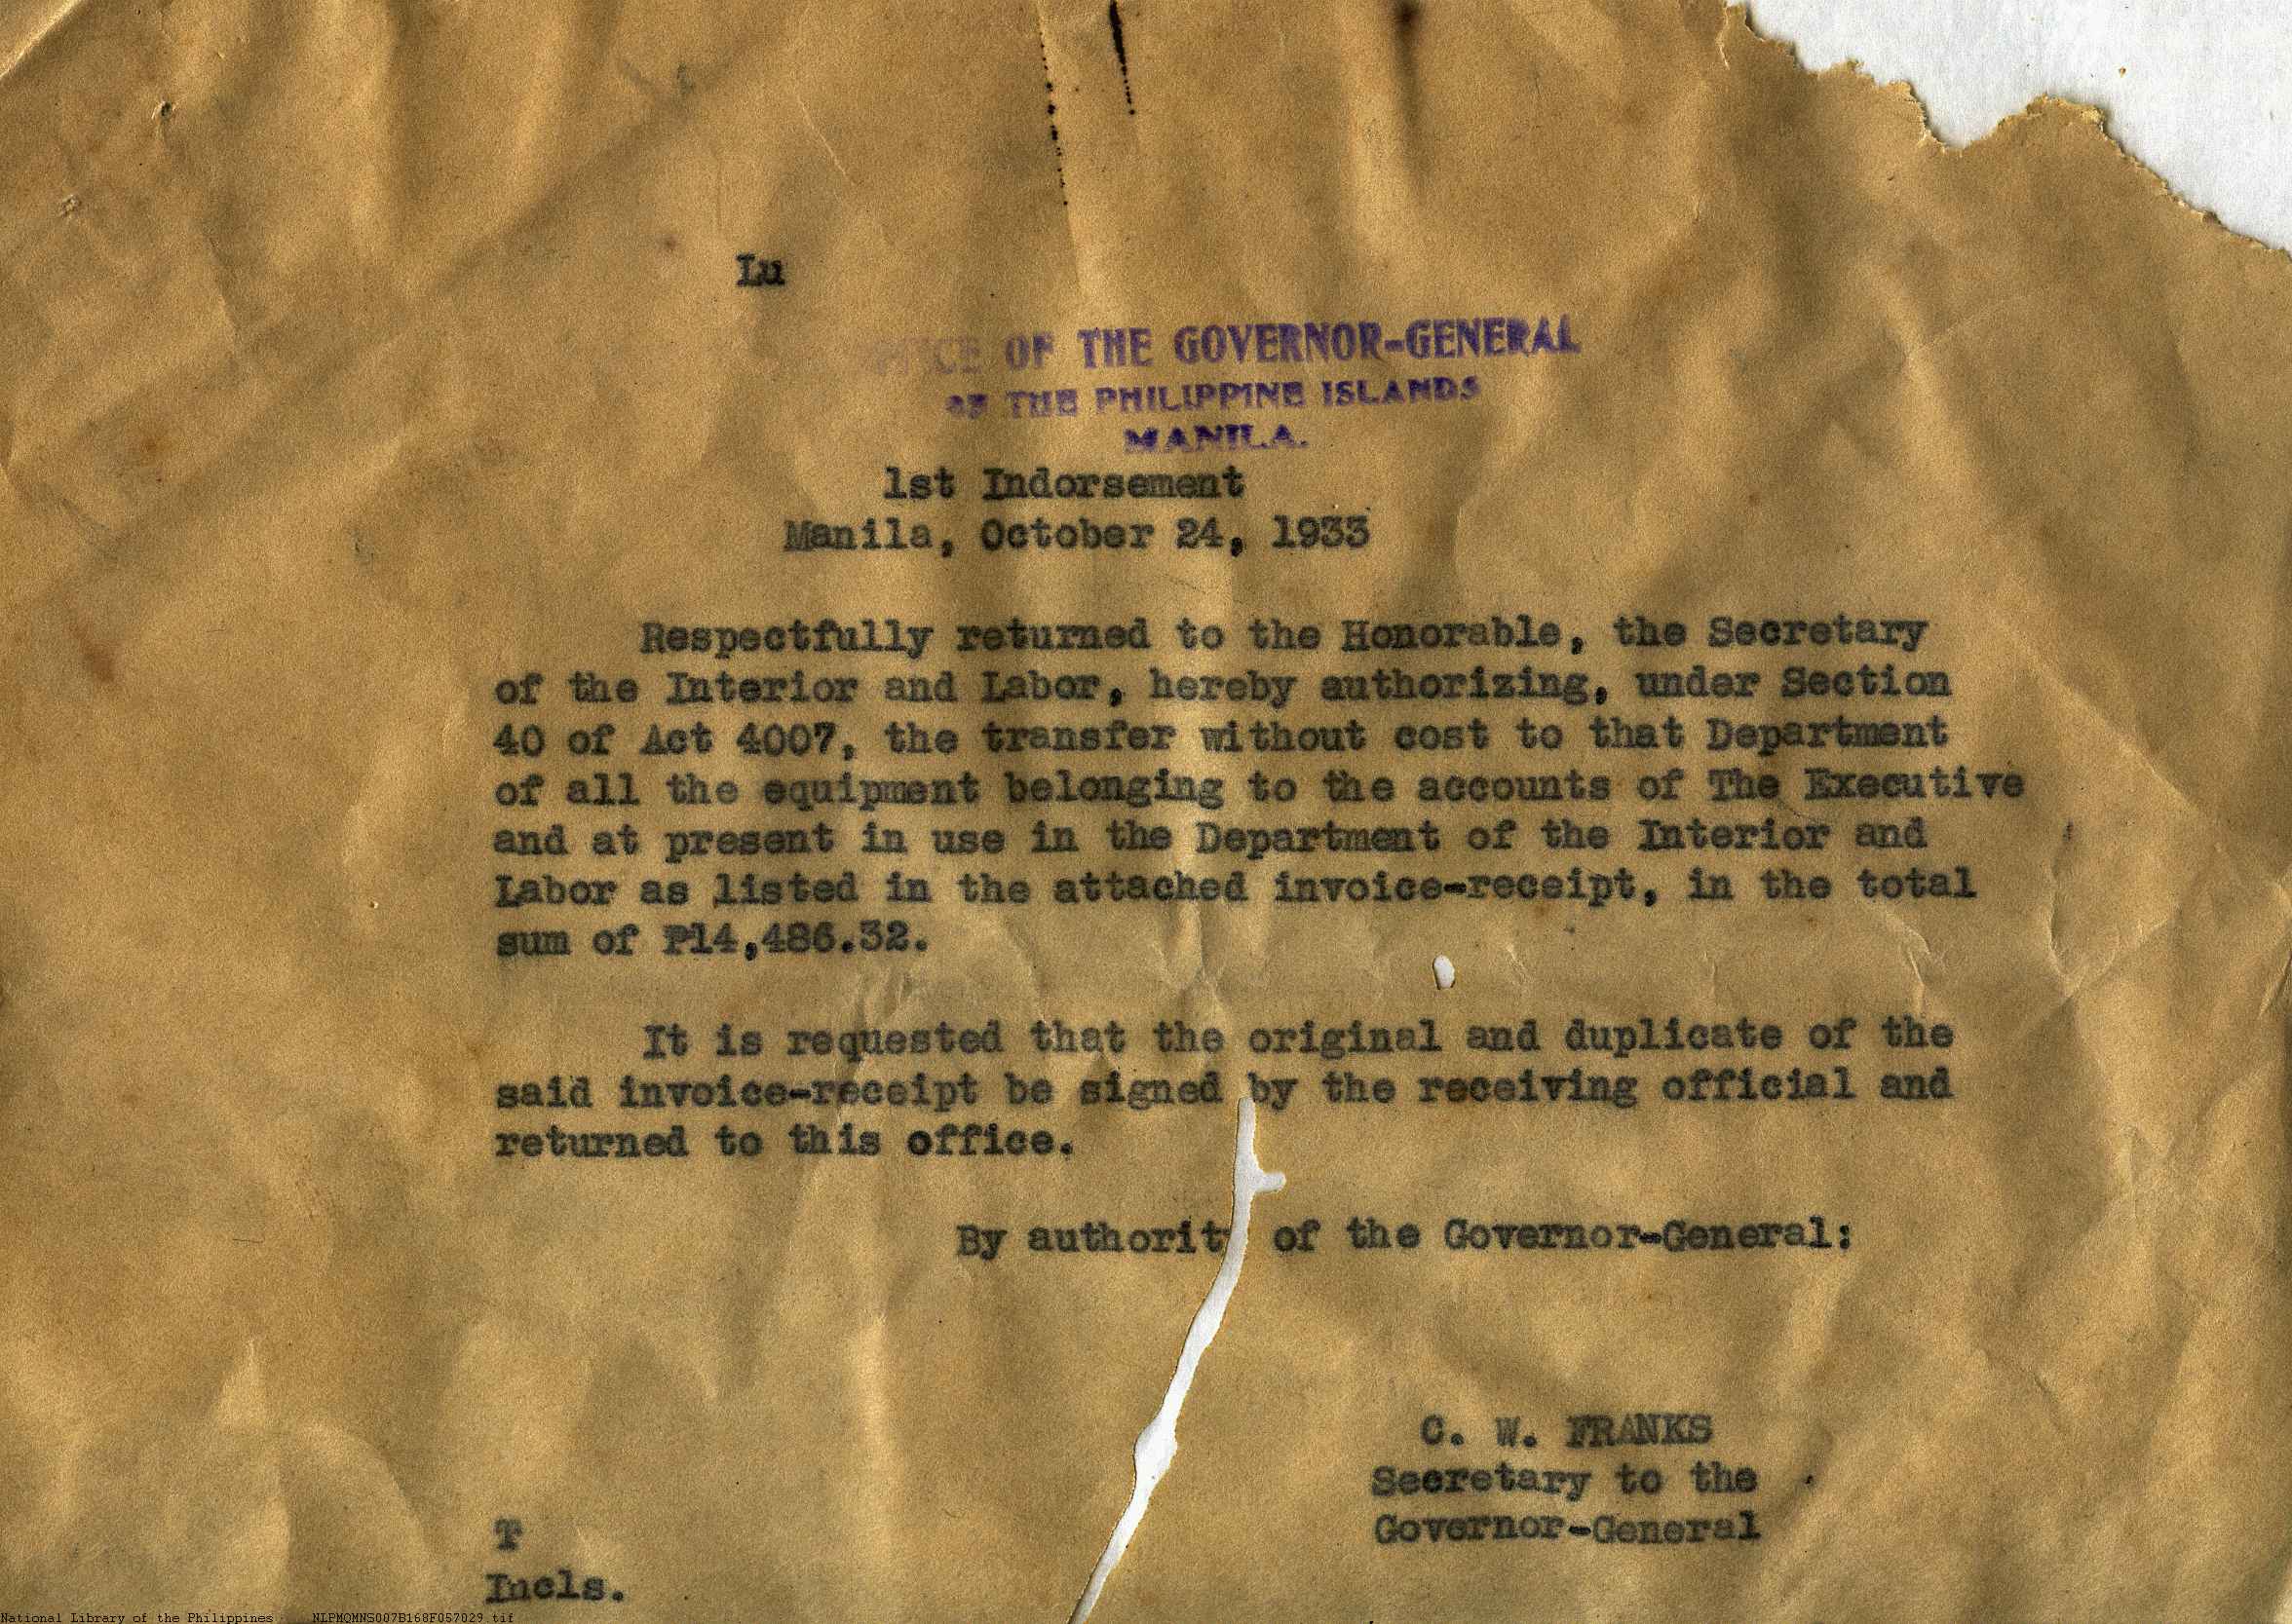 Lu
OFFICE OF THE GOVERNOR-GENERAL
OF THE PHILIPPINE ISLANDS
MANILA.
1st Indorsement
Manila, October 24, 1933
Respectfully returned to the Honorable, the Secretary
of the Interior and Labor, hereby authorizing, under Section
40 of Act 4007, the transfer without cost to that Department
of all the equipment belonging to the accounts of The Executive
and at present in use in the Department of the Interior and
Labor as listed in the attached invoice-receipt, in the total
sum of ₱14,486.32.
It is requested that the original and duplicate of the
said invoice-receipt be signed by the receiving official and
returned to this office.
By authority of the Governor-General:
C. W. FRANKS
Secretary to the
Governor-General
T
Incls.
National Library of the Philippines NLPMQMNS007B168F057029.tif